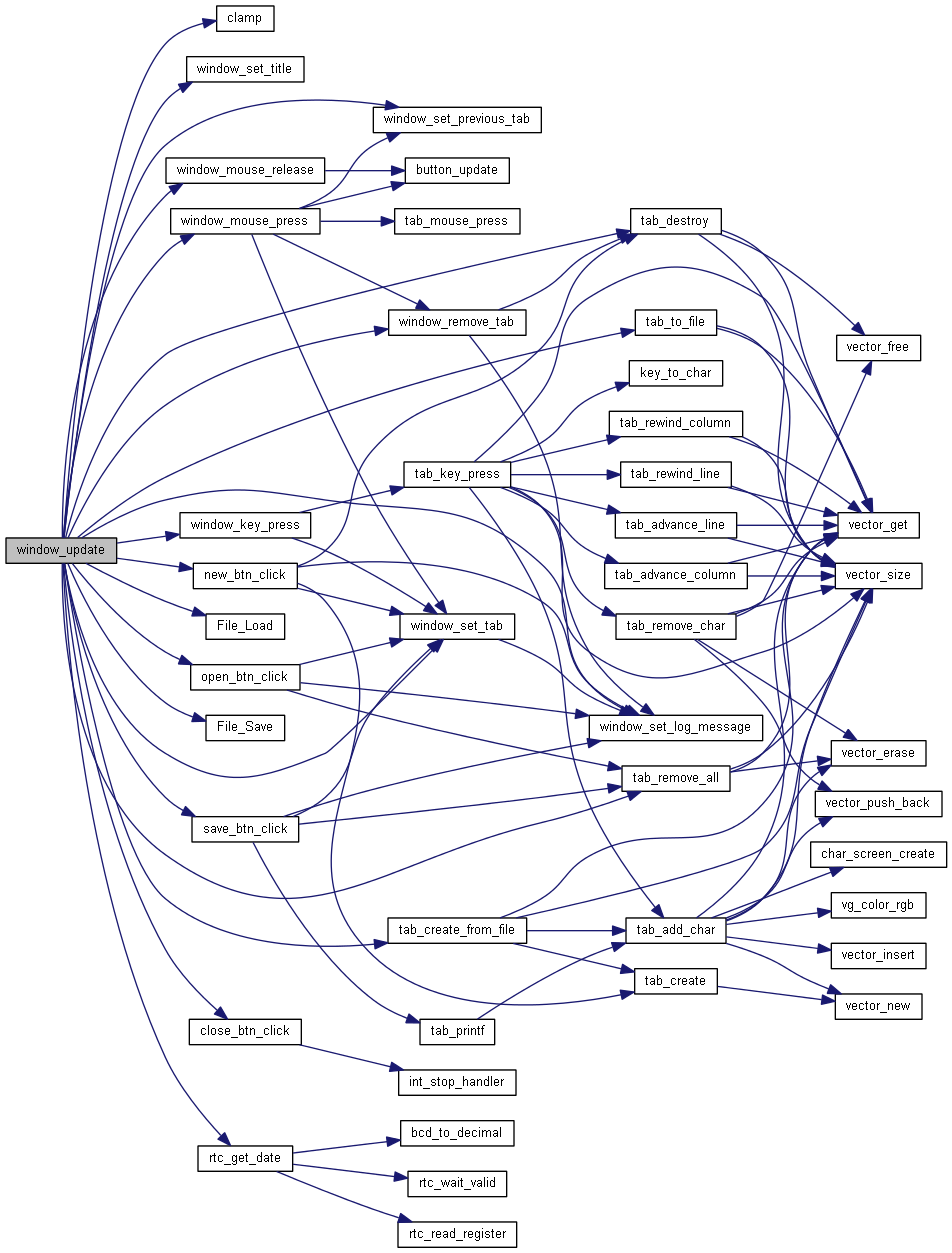 clamp
window_set_title
window_set_previous_tab
window_mouse_release
button_update
window_mouse_press
tab_mouse_press
tab_destroy
window_remove_tab
tab_to_file
vector_free
key_to_char
tab_rewind_column
tab_key_press
tab_rewind_line
window_key_press
tab_advance_line
vector_get
window_update
new_btn_click
tab_advance_column
vector_size
File_Load
window_set_tab
tab_remove_char
open_btn_click
File_Save
window_set_log_message
vector_erase
tab_remove_all
vector_push_back
save_btn_click
char_screen_create
vg_color_rgb
tab_create_from_file
tab_add_char
vector_insert
tab_create
vector_new
close_btn_click
tab_printf
int_stop_handler
bcd_to_decimal
rtc_get_date
rtc_wait_valid
rtc_read_register